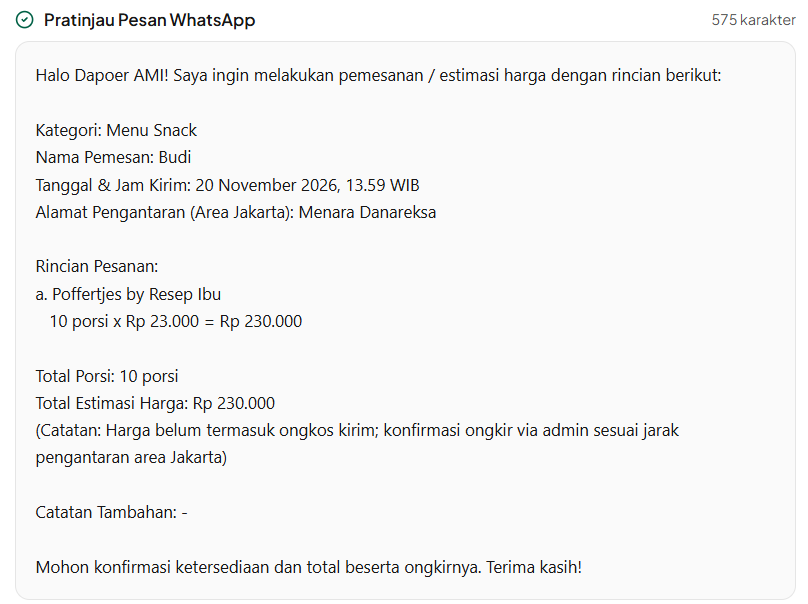 Pratinjau Pesan WhatsApp
575 karakter
Halo Dapoer AMI! Saya ingin melakukan pemesanan / estimasi harga dengan rincian berikut:
Kategori: Menu Snack
Nama Pemesan: Budi
Tanggal & Jam Kirim: 20 November 2026, 13.59 WIB
Alamat Pengantaran (Area Jakarta): Menara Danareksa
Rincian Pesanan:
a. Poffertjes by Resep Ibu
10 porsi x Rp 23.000 = Rp 230.000
Total Porsi: 10 porsi
Total Estimasi Harga: Rp 230.000
(Catatan: Harga belum termasuk ongkos kirim; konfirmasi ongkir via admin sesuai jarak
pengantaran area Jakarta)
Catatan Tambahan: -
Mohon konfirmasi ketersediaan dan total beserta ongkirnya. Terima kasih!